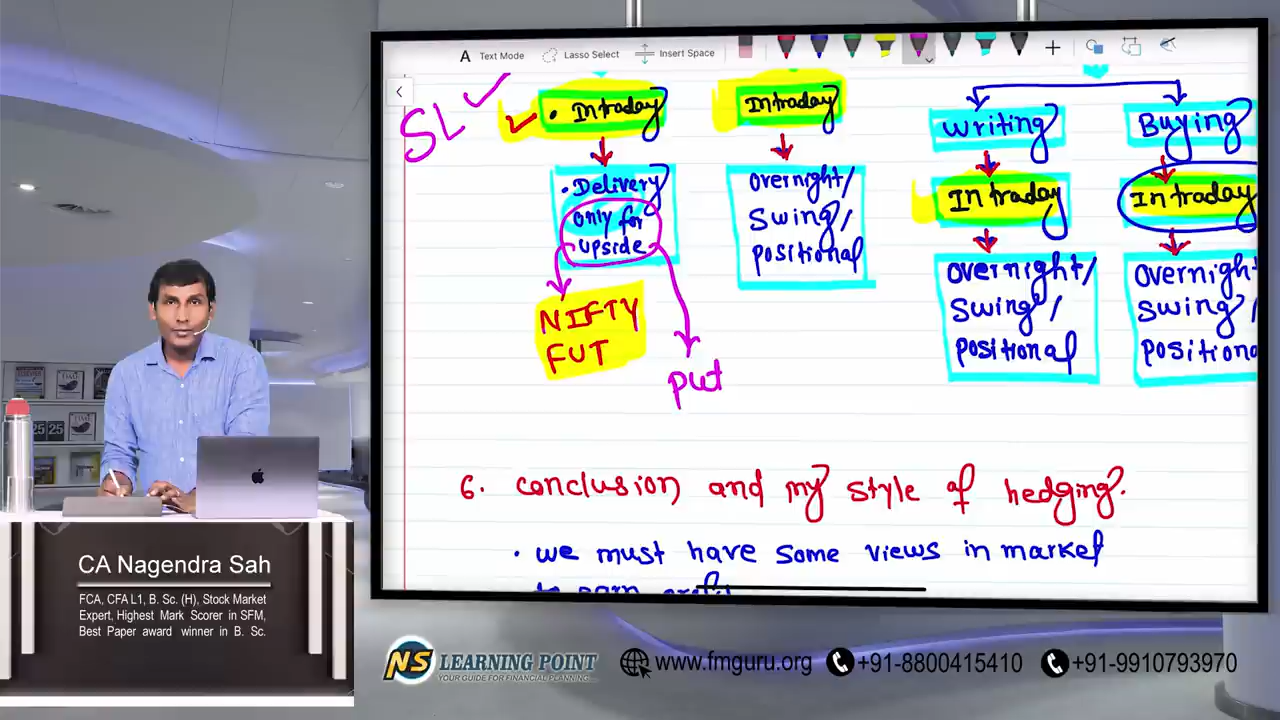 A Text Mode
Lasso Select
Insert Space
SL
• Intraday
• Delivery
only for
upside
NIFTY
FUT
put
Intraday
overnight/
swing/
positional
Writing
Intraday
overnight/
swing/
positional
Buying
Intraday
overnight/
swing/
6. conclusion and my style of hedging.
• we must have some views in market
CA Nagendra Sah
FCA, CFA L1, B. Sc. (H), Stock Market
Expert, Highest Mark Scorer in SFM,
Best Paper award winner in B. Sc.
NS LEARNING POINT
YOUR GUIDE FOR FINANCIAL PLANNING....
www.fmguru.org
+91-8800415410
+91-9910793970